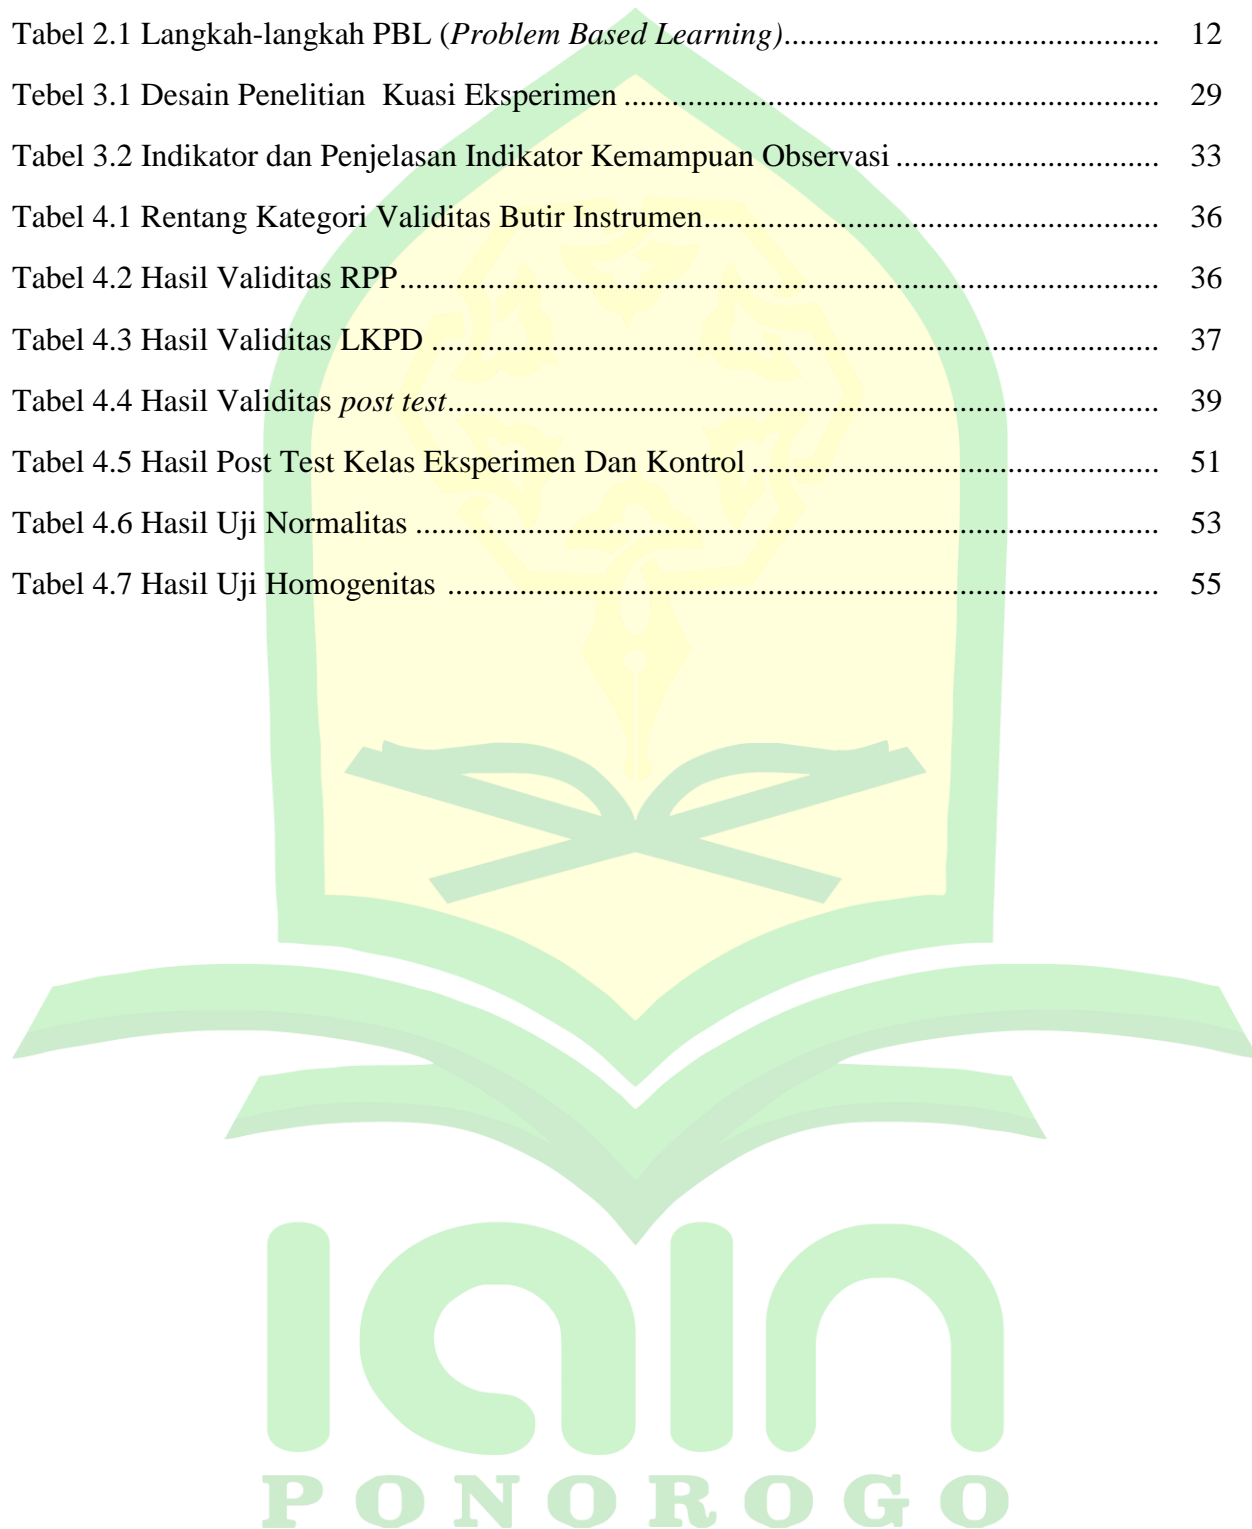 Tabel 2.1 Langkah-langkah PBL (Problem Based Learning)............................................... 12
Tebel 3.1 Desain Penelitian  Kuasi Eksperimen .................................................................... 29
Tabel 3.2 Indikator dan Penjelasan Indikator Kemampuan Observasi ................................. 33
Tabel 4.1 Rentang Kategori Validitas Butir Instrumen......................................................... 36
Tabel 4.2 Hasil Validitas RPP............................................................................................... 36
Tabel 4.3 Hasil Validitas LKPD ........................................................................................... 37
Tabel 4.4 Hasil Validitas post test......................................................................................... 39
Tabel 4.5 Hasil Post Test Kelas Eksperimen Dan Kontrol ................................................... 51
Tabel 4.6 Hasil Uji Normalitas ............................................................................................. 53
Tabel 4.7 Hasil Uji Homogenitas ......................................................................................... 55
iain
PONOROGO